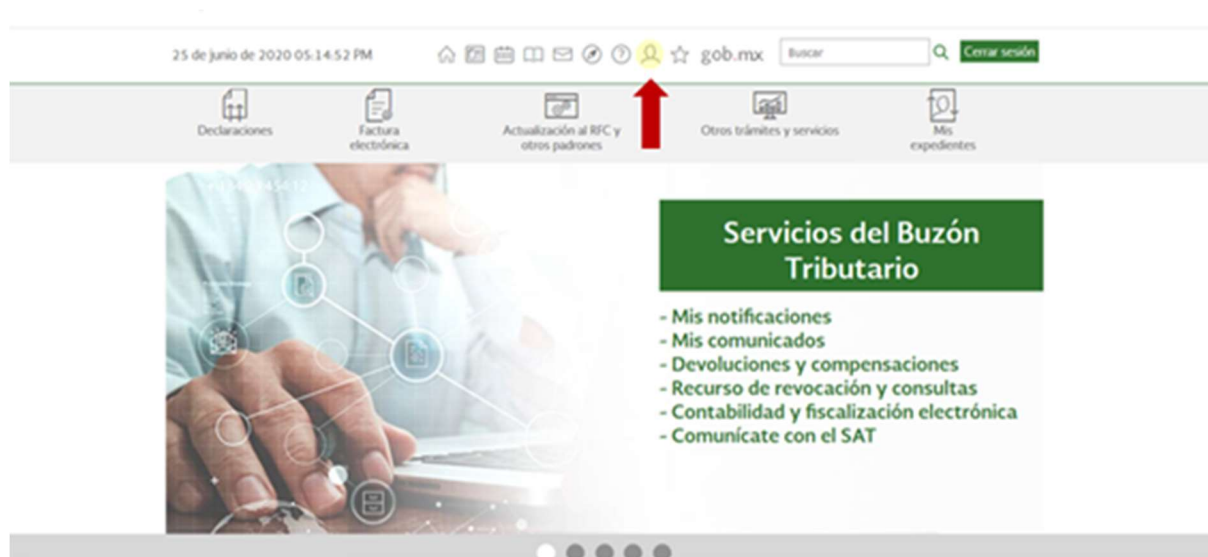 25 de junio de 2020 05:14:52 PM
gob.mx
Buscar
Cerrar sesión
Declaraciones
Factura
electrónica
Actualización al RFC y
otros padrones
Otros trámites y servicios
Mis
expedientes
Servicios del Buzón
Tributario
- Mis notificaciones
- Mis comunicados
- Devoluciones y compensaciones
- Recurso de revocación y consultas
- Contabilidad y fiscalización electrónica
- Comunícate con el SAT